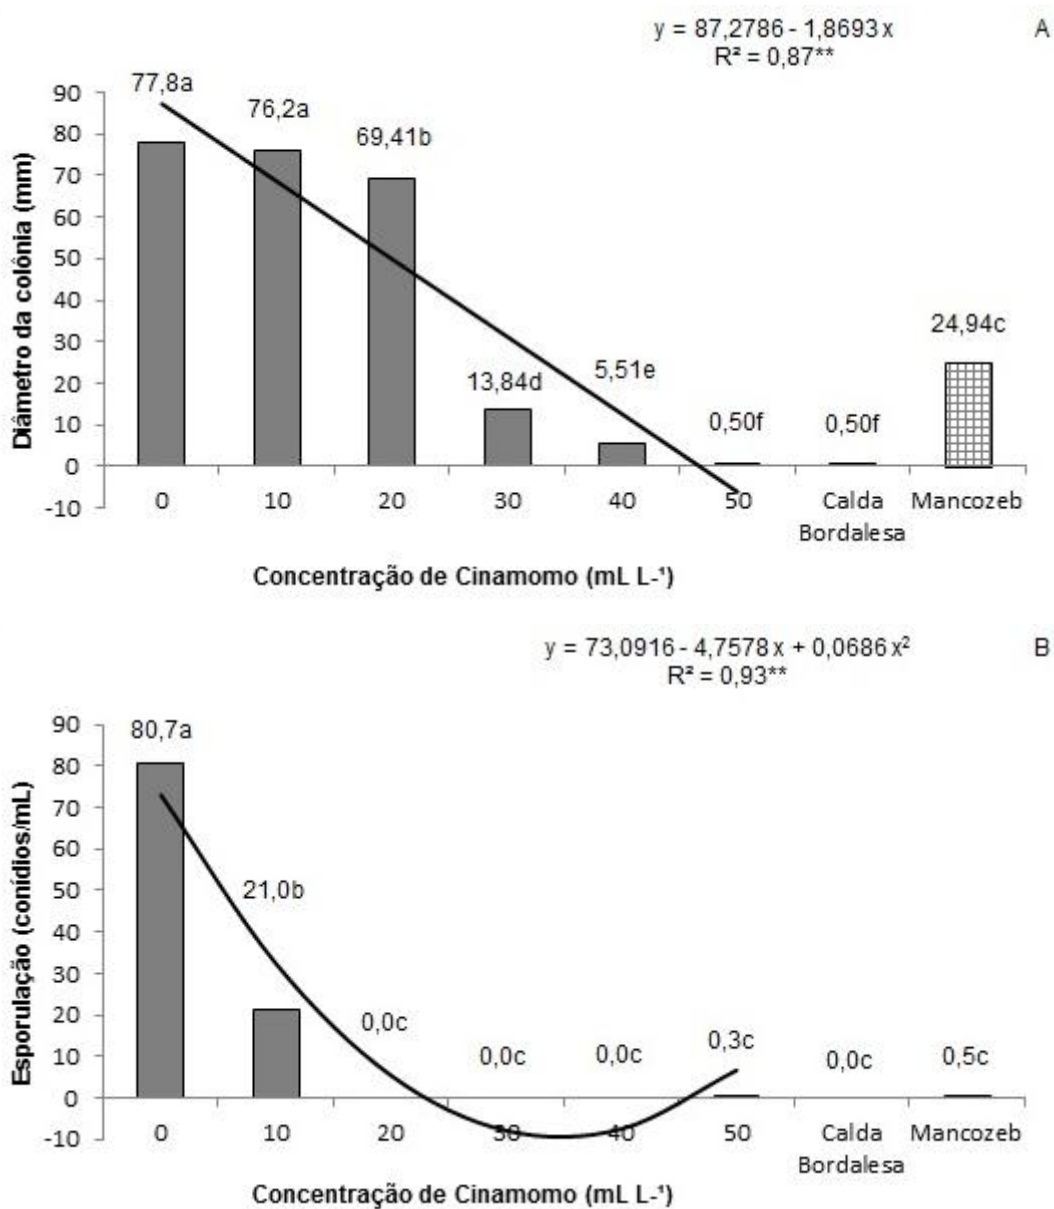 y = 87,2786 - 1,8693 x
A
R² = 0,87**
77,8a
76,2a
69,41b
13,84d
5,51e
0,50f
0,50f
24,94c
Diâmetro da colônia (mm)
90
80
70
60
50
40
30
20
10
0
-10
0 10 20 30 40 50 Calda Mancozeb
Bordalesa
Concentração de Cinamomo (mL L-¹)
y = 73,0916 - 4,7578 x + 0,0686 x²
B
R² = 0,93**
80,7a
21,0b
0,0c
0,0c
0,0c
0,3c
0,0c
0,5c
Esporulação (conídios/mL)
90
80
70
60
50
40
30
20
10
0
-10
0 10 20 30 40 50 Calda Mancozeb
Bordalesa
Concentração de Cinamomo (mL L-¹)